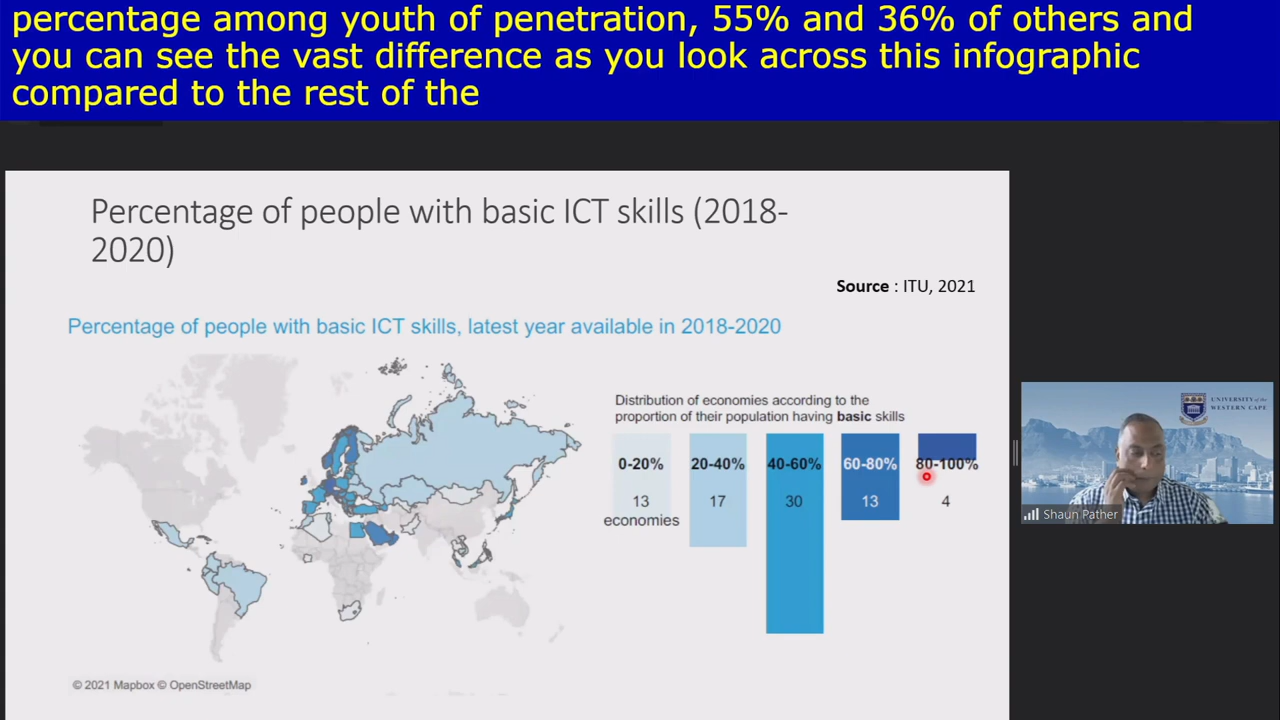 percentage among youth of penetration, 55% and 36% of others and
you can see the vast difference as you look across this infographic
compared to the rest of the
Percentage of people with basic ICT skills (2018-
2020)
Source : ITU, 2021
Percentage of people with basic ICT skills, latest year available in 2018-2020
Distribution of economies according to the
proportion of their population having basic skills
0-20% 20-40% 40-60% 60-80% 80-100%
13 17 30 13 4
economies
© 2021 Mapbox © OpenStreetMap
UNIVERSITY of the
WESTERN CAPE
Shaun Pather